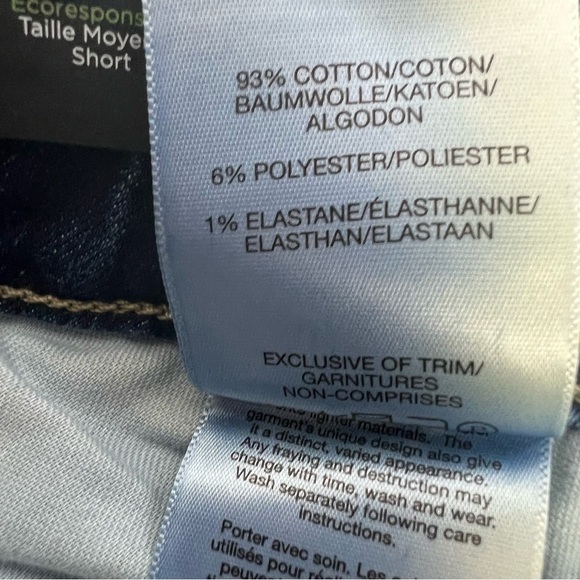 Ecorespons
Taille Moye
Short
93% COTTON/COTON/
BAUMWOLLE/KATOEN/
ALGODON
6% POLYESTER/POLIESTER
1% ELASTANE/ÉLASTHANNE/
ELASTHAN/ELASTAAN
EXCLUSIVE OF TRIM/
GARNITURES
NON-COMPRISES
lighter materials. The
garment's unique design also give
it a distinct, varied appearance.
Any fraying and destruction may
change with time, wash and wear.
Wash separately following care
instructions.
Porter avec soin. Les
utilisés pour